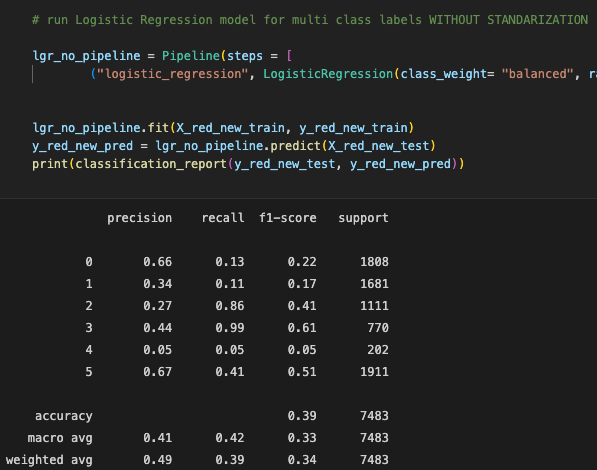 # run Logistic Regression model for multi class labels WITHOUT STANDARIZATION
lgr_no_pipeline = Pipeline(steps = [
("logistic_regression", LogisticRegression(class_weight= "balanced", ra
lgr_no_pipeline.fit(X_red_new_train, y_red_new_train)
y_red_new_pred = lgr_no_pipeline.predict(X_red_new_test)
print(classification_report(y_red_new_test, y_red_new_pred))
precision recall f1-score support
0 0.66 0.13 0.22 1808
1 0.34 0.11 0.17 1681
2 0.27 0.86 0.41 1111
3 0.44 0.99 0.61 770
4 0.05 0.05 0.05 202
5 0.67 0.41 0.51 1911
accuracy 0.39 7483
macro avg 0.41 0.42 0.33 7483
weighted avg 0.49 0.39 0.34 7483